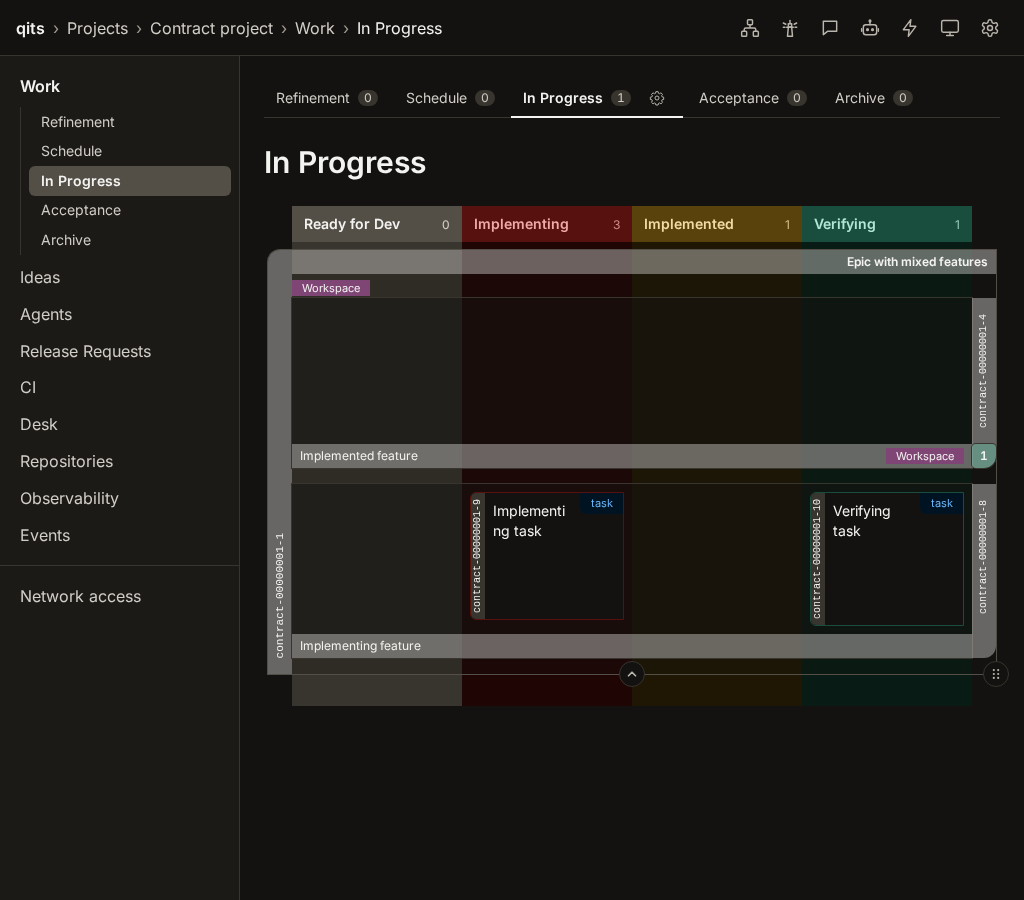 qits › Projects › Contract project › Work › In Progress
Work
Refinement
Schedule
In Progress
Acceptance
Archive
Ideas
Agents
Release Requests
CI
Desk
Repositories
Observability
Events
Network access
Refinement 0 Schedule 0 In Progress 1 Acceptance 0 Archive 0
In Progress
Ready for Dev 0 Implementing 3 Implemented 1 Verifying 1
Epic with mixed features
Workspace
contract-00000001-4
Implemented feature Workspace 1
contract-00000001-9
Implementi
ng task
task
contract-00000001-10
Verifying
task
task
contract-00000001-8
Implementing feature
contract-00000001-1